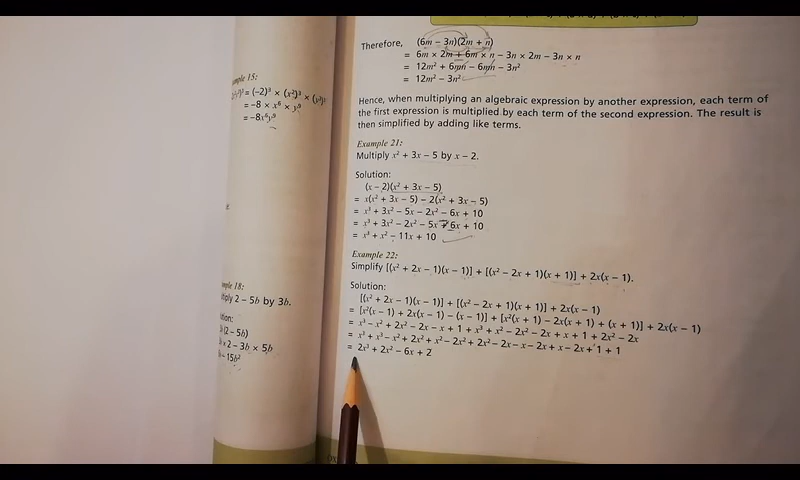 mple 15:
= (−2)³ × (x²)³ × (y³)³
= −8 × x⁶ × y⁹
= −8x⁶y⁹
mple 18:
tiply 2 − 5b by 3b.
ution:
(2 − 5b)
× 2 − 3b × 5b
− 15b²
Therefore, (6m − 3n)(2m + n)
= 6m × 2m + 6m × n − 3n × 2m − 3n × n
= 12m² + 6mn − 6mn − 3n²
= 12m² − 3n²
Hence, when multiplying an algebraic expression by another expression, each term of
the first expression is multiplied by each term of the second expression. The result is
then simplified by adding like terms.
Example 21:
Multiply x² + 3x − 5 by x − 2.
Solution:
(x − 2)(x² + 3x − 5)
= x(x² + 3x − 5) − 2(x² + 3x − 5)
= x³ + 3x² − 5x − 2x² − 6x + 10
= x³ + 3x² − 2x² − 5x − 6x + 10
= x³ + x² − 11x + 10
Example 22:
Simplify [(x² + 2x − 1)(x − 1)] + [(x² − 2x + 1)(x + 1)] + 2x(x − 1).
Solution:
[(x² + 2x − 1)(x − 1)] + [(x² − 2x + 1)(x + 1)] + 2x(x − 1)
= [x²(x − 1) + 2x(x − 1) − (x − 1)] + [x²(x + 1) − 2x(x + 1) + (x + 1)] + 2x(x − 1)
= x³ − x² + 2x² − 2x − x + 1 + x³ + x² − 2x² − 2x + x + 1 + 2x² − 2x
= x³ + x³ − x² + 2x² + x² − 2x² + 2x² − 2x − x − 2x + x − 2x + 1 + 1
= 2x³ + 2x² − 6x + 2